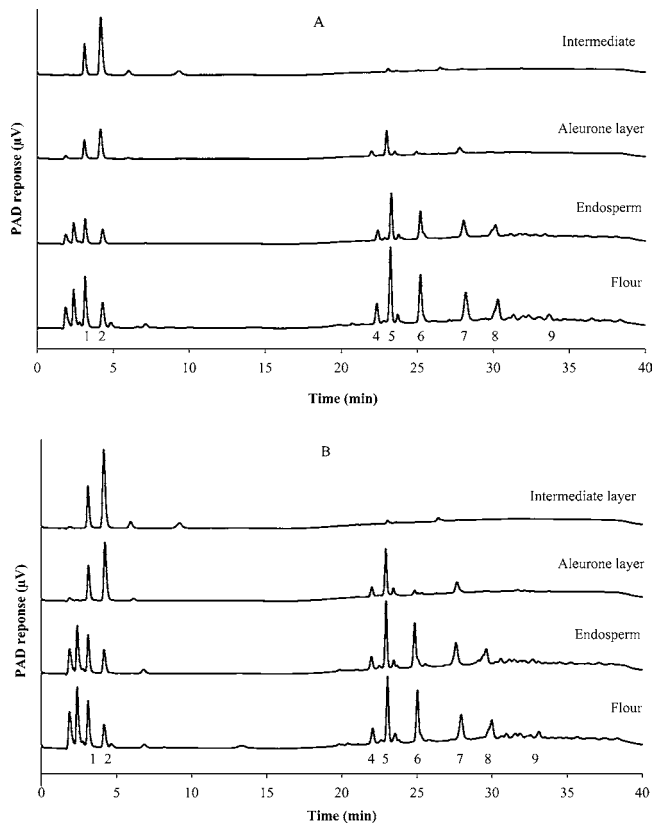 A
Intermediate
Aleurone layer
Endosperm
Flour
PAD reponse (µV)
1 2 4 5 6 7 8 9
0 5 10 15 20 25 30 35 40
Time (min)
B
Intermediate layer
Aleurone layer
Endosperm
Flour
PAD reponse (µV)
1 2 4 5 6 7 8 9
0 5 10 15 20 25 30 35 40
Time (min)